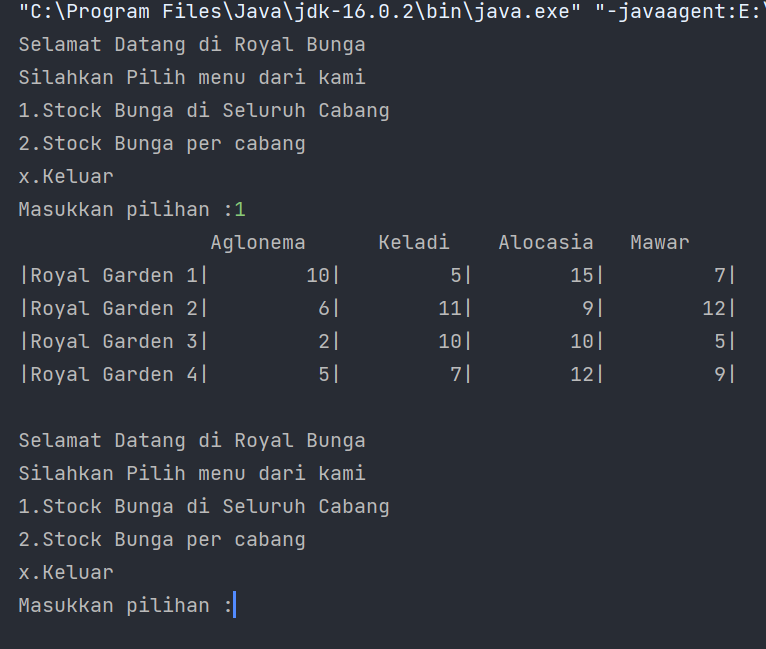 "C:\Program Files\Java\jdk-16.0.2\bin\java.exe" "-javaagent:E:\
Selamat Datang di Royal Bunga
Silahkan Pilih menu dari kami
1.Stock Bunga di Seluruh Cabang
2.Stock Bunga per cabang
x.Keluar
Masukkan pilihan :1
                Aglonema      Keladi    Alocasia   Mawar
|Royal Garden 1|        10|         5|        15|         7|
|Royal Garden 2|         6|        11|         9|        12|
|Royal Garden 3|         2|        10|        10|         5|
|Royal Garden 4|         5|         7|        12|         9|

Selamat Datang di Royal Bunga
Silahkan Pilih menu dari kami
1.Stock Bunga di Seluruh Cabang
2.Stock Bunga per cabang
x.Keluar
Masukkan pilihan :